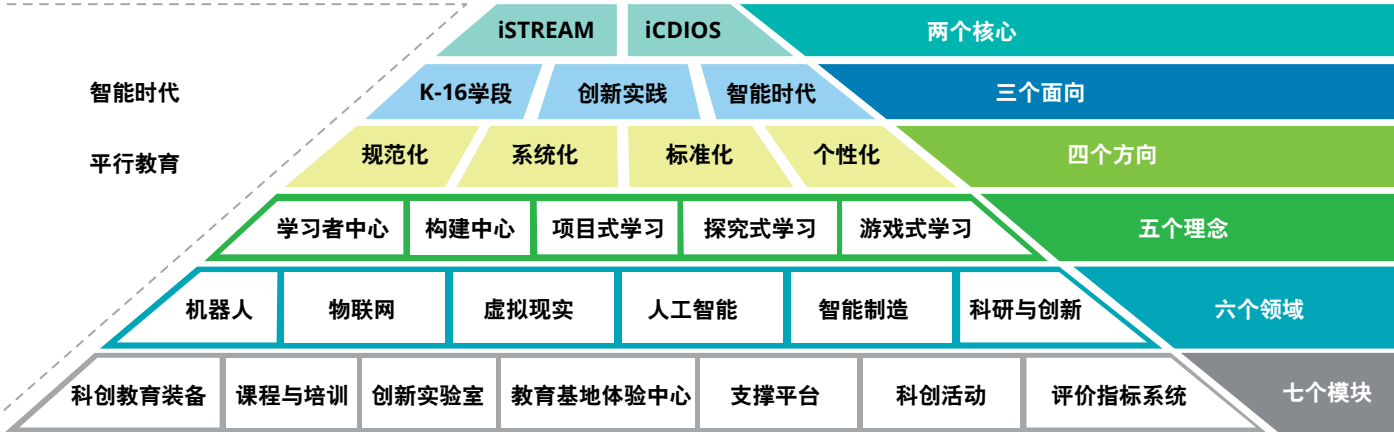 iSTREAM iCDIOS 两个核心
智能时代 K-16学段 创新实践 智能时代 三个面向
平行教育 规范化 系统化 标准化 个性化 四个方向
学习者中心 构建中心 项目式学习 探究式学习 游戏式学习 五个理念
机器人 物联网 虚拟现实 人工智能 智能制造 科研与创新 六个领域
科创教育装备 课程与培训 创新实验室 教育基地体验中心 支撑平台 科创活动 评价指标系统 七个模块